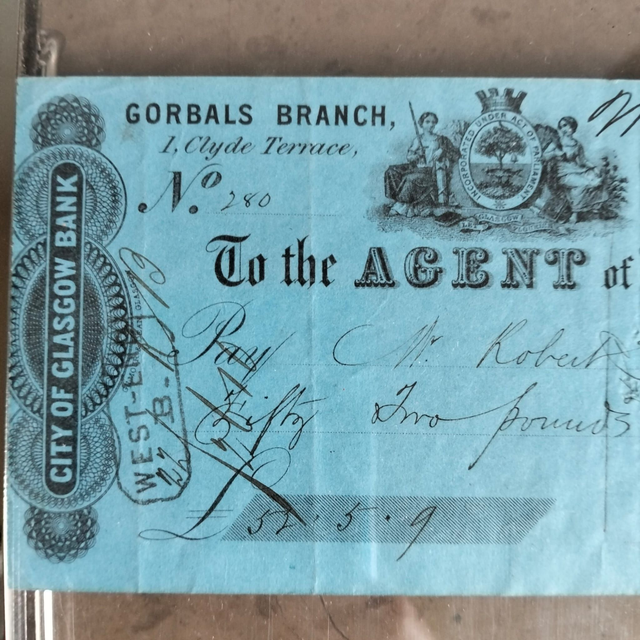 GORBALS BRANCH,
1, Clyde Terrace,
No. 280
INCORPORATED UNDER ACT OF PARLIAMENT
GLASGOW
CITY OF GLASGOW BANK
To the AGENT of
Pay Mr. Robert
Fifty Two pounds
WEST-END
B.
£ 52.5.9